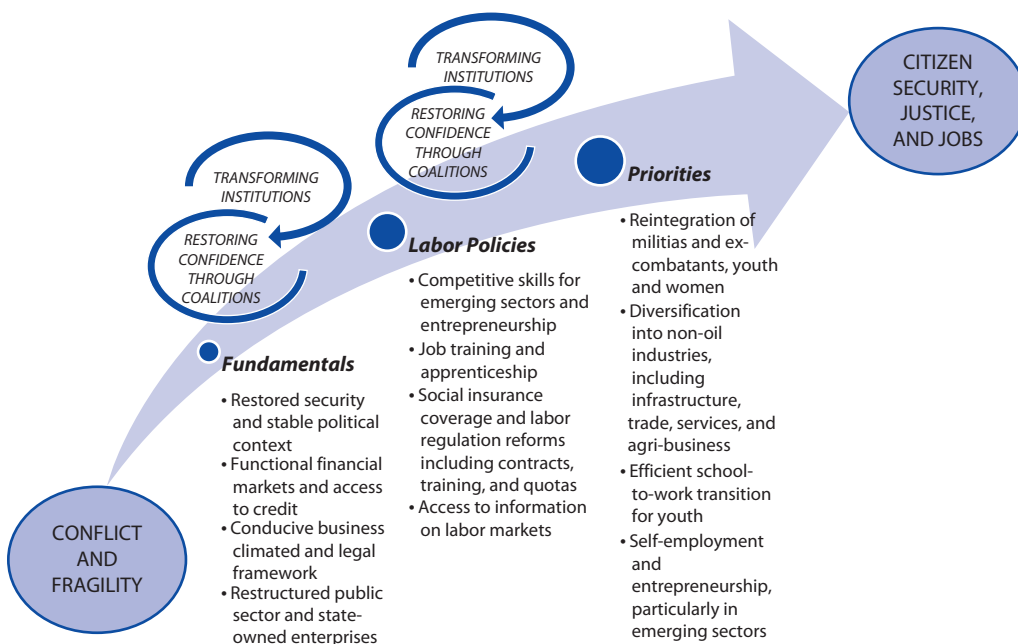 TRANSFORMING
INSTITUTIONS
RESTORING
CONFIDENCE
THROUGH
COALITIONS
TRANSFORMING
INSTITUTIONS
RESTORING
CONFIDENCE
THROUGH
COALITIONS
CITIZEN
SECURITY,
JUSTICE,
AND JOBS
CONFLICT
AND
FRAGILITY
Fundamentals
• Restored security
and stable political
context
• Functional financial
markets and access
to credit
• Conducive business
climated and legal
framework
• Restructured public
sector and state-
owned enterprises
Labor Policies
• Competitive skills for
emerging sectors and
entrepreneurship
• Job training and
apprenticeship
• Social insurance
coverage and labor
regulation reforms
including contracts,
training, and quotas
• Access to information
on labor markets
Priorities
• Reintegration of
militias and ex-
combatants, youth
and women
• Diversification
into non-oil
industries,
including
infrastructure,
trade, services, and
agri-business
• Efficient school-
to-work transition
for youth
• Self-employment
and
entrepreneurship,
particularly in
emerging sectors